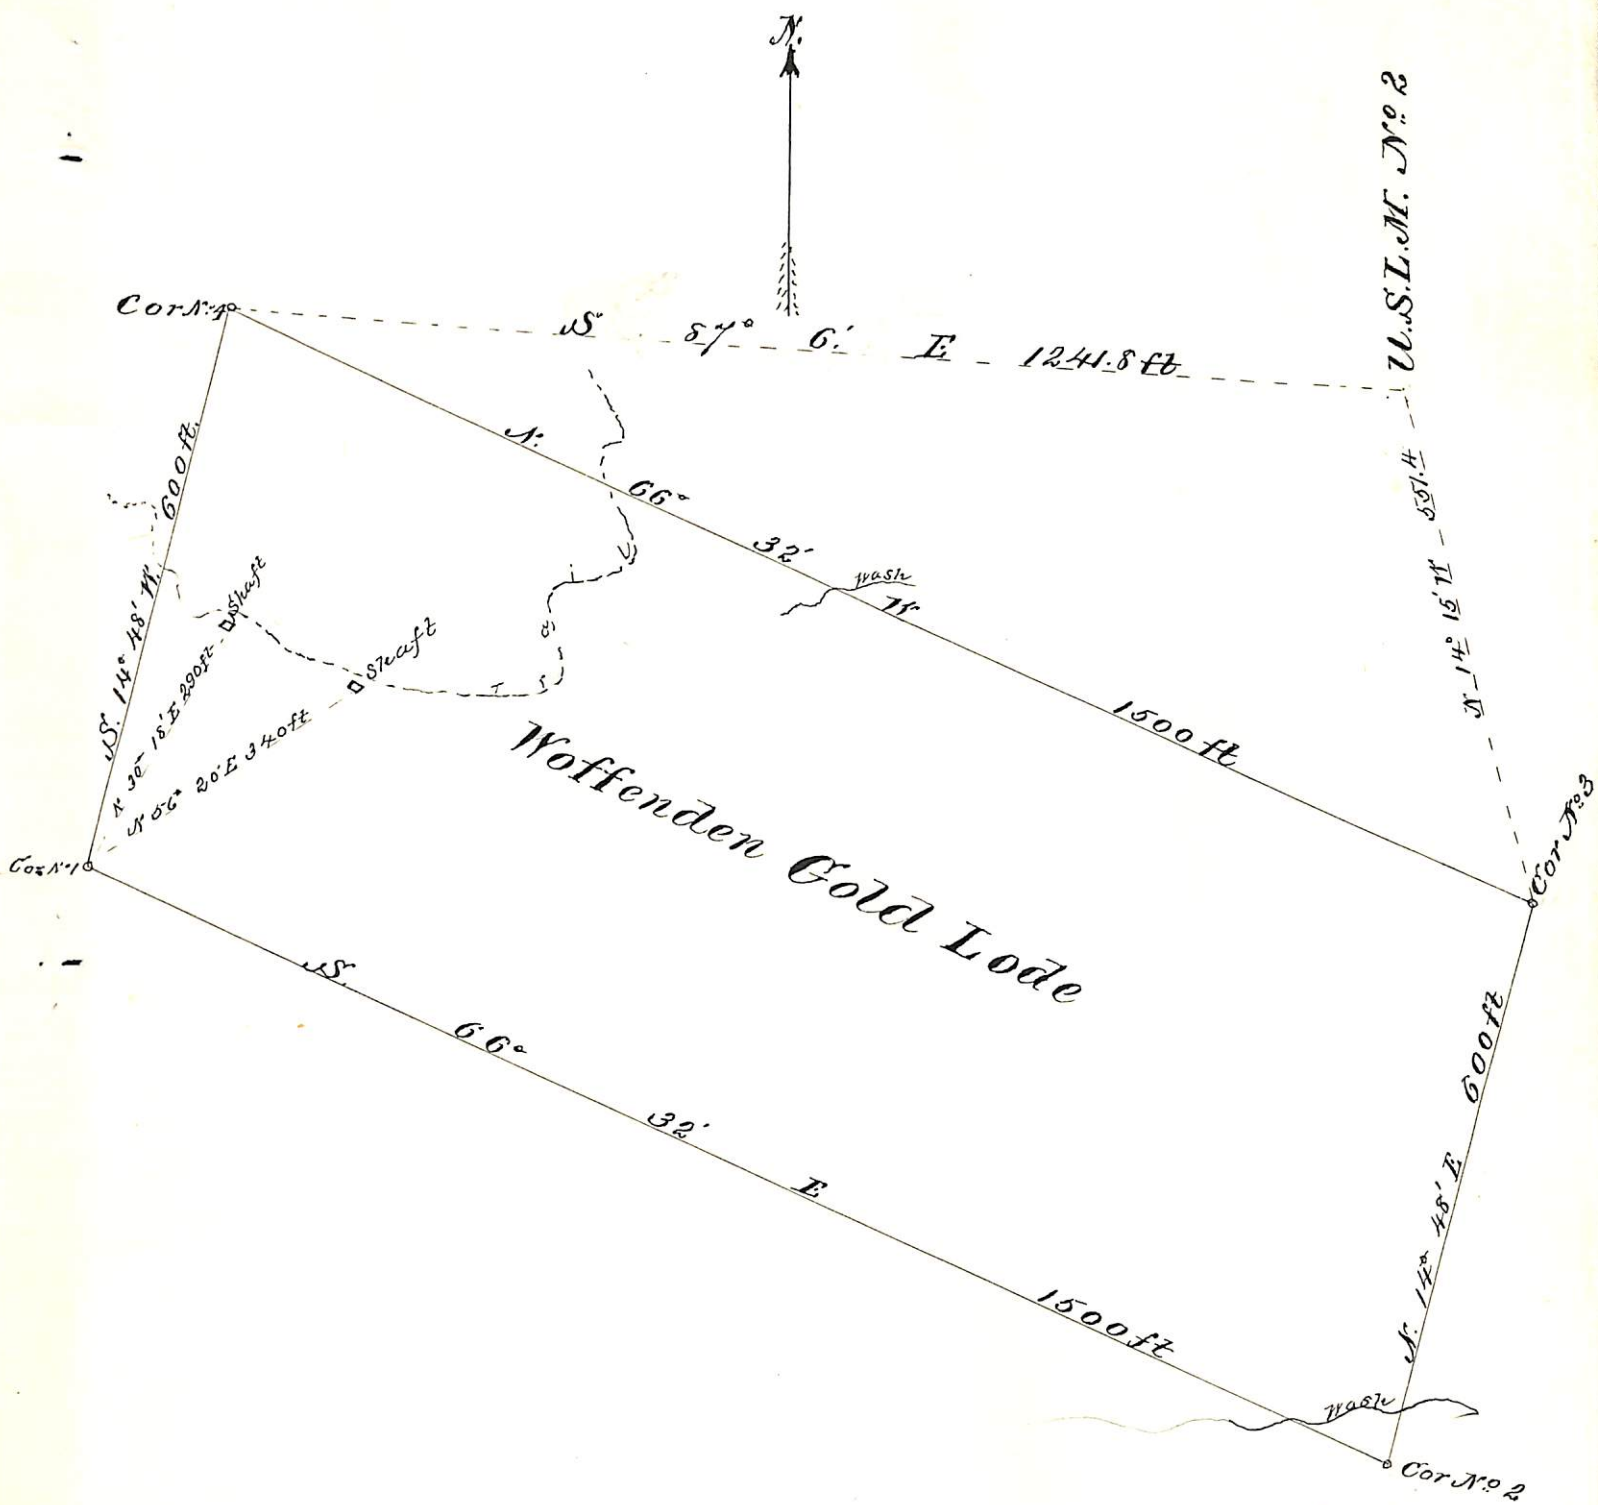 N.
U.S.L.M. Nº 2
Cor Nº 4
S 87° 6' E 1241.8 ft
N. 66° 32' W 1500 ft
N 14° 15' W 551.4
S. 14° 48' W. 600 ft.
Trail
wash
Shaft
Shaft
N 30° 18' E 290 ft
N 56° 20' E 340 ft
Woffenden Gold Lode
Cor Nº 3
Cor Nº 1
S. 66° 32' E 1500 ft
N. 14° 48' E 600 ft
wash
Cor Nº 2